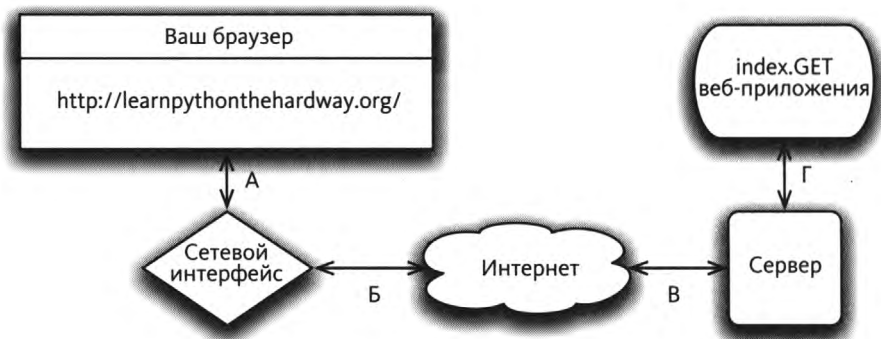 Ваш браузер
http://learnpythonthehardway.org/
index.GET
веб-приложения
А
Г
Сетевой
интерфейс
Интернет
Сервер
Б
В